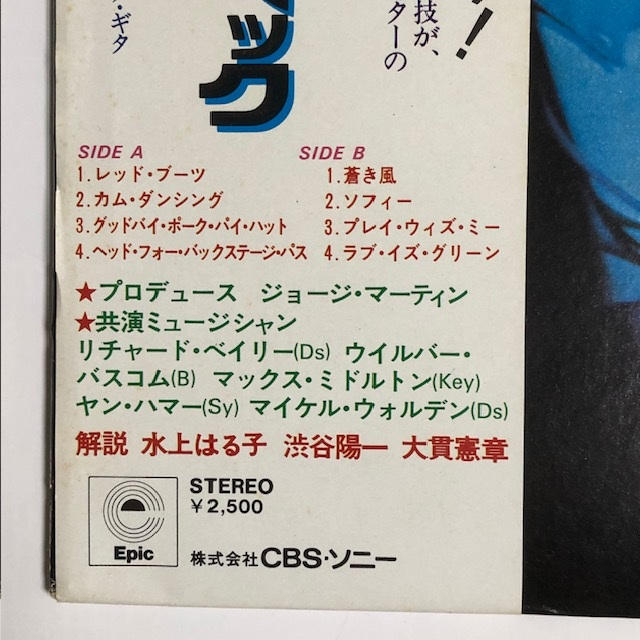 技が、
ターの
・ギタ
ック
SIDE A
1.レッド・ブーツ
2.カム・ダンシング
3.グッドバイ・ポーク・パイ・ハット
4.ヘッド・フォー・バックステージ・パス
SIDE B
1.蒼き風
2.ソフィー
3.プレイ・ウィズ・ミー
4.ラブ・イズ・グリーン
★プロデュース ジョージ・マーティン
★共演ミュージシャン
リチャード・ベイリー(Ds) ウイルバー・
バスコム(B) マックス・ミドルトン(Key)
ヤン・ハマー(Sy) マイケル・ウォルデン(Ds)
解説 水上はる子 渋谷陽一 大貫憲章
Epic
STEREO
¥2,500
株式会社CBS・ソニー